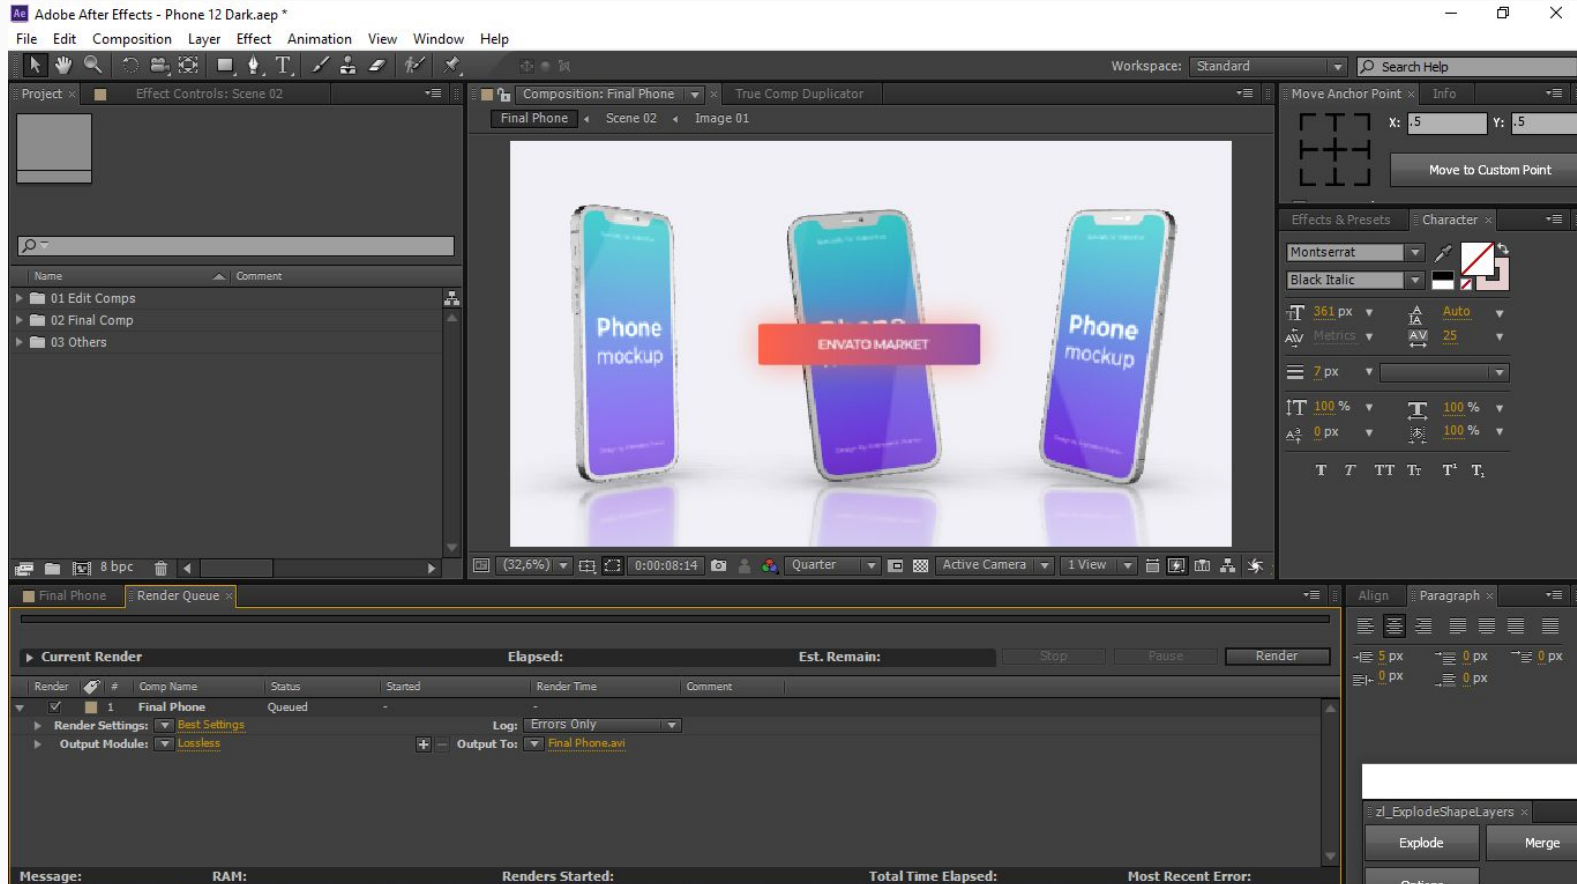 Ae Adobe After Effects - Phone 12 Dark.aep *
File Edit Composition Layer Effect Animation View Window Help
Workspace: Standard Search Help
Project × Effect Controls: Scene 02
Composition: Final Phone × True Comp Duplicator
Final Phone Scene 02 Image 01
Move Anchor Point × Info
X: .5 Y: .5
Move to Custom Point
Phone
mockup
ENVATO MARKET
Phone
mockup
Effects & Presets Character ×
Montserrat
Black Italic
361 px Auto
Metrics 25
7 px
100 % 100 %
0 px 100 %
T T TT Tt T¹ T₁
Name Comment
01 Edit Comps
02 Final Comp
03 Others
8 bpc
(32,6%) 0:00:08:14 Quarter Active Camera 1 View
Final Phone Render Queue ×
Current Render Elapsed: Est. Remain: Stop Pause Render
Render # Comp Name Status Started Render Time Comment
1 Final Phone Queued - -
Render Settings: Best Settings Log: Errors Only
Output Module: Lossless + Output To: Final Phone.avi
Message: RAM: Renders Started: Total Time Elapsed: Most Recent Error:
Align Paragraph ×
5 px 0 px 0 px
0 px 0 px
zl_ExplodeShapeLayers ×
Explode Merge